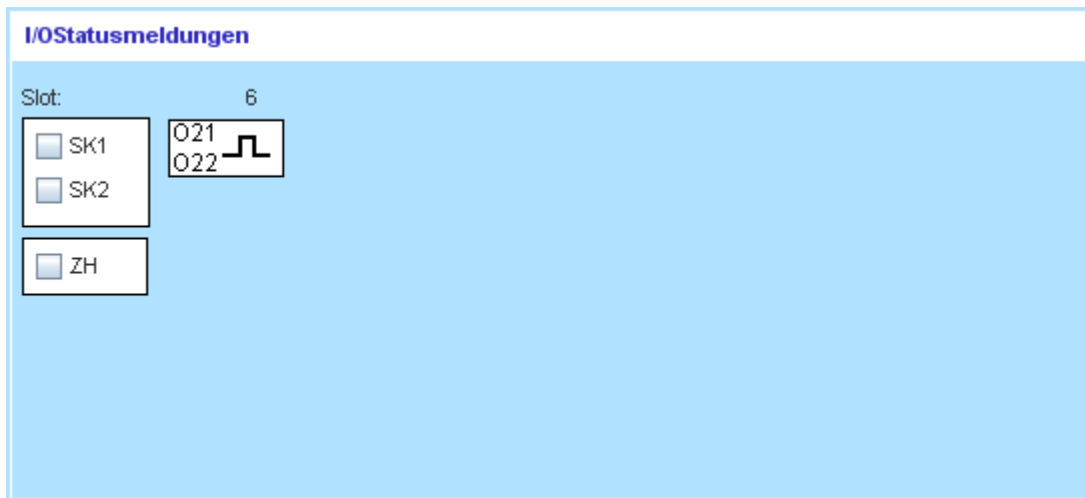 I/OStatusmeldungen
Slot: 6
SK1
SK2
O21
O22
ZH